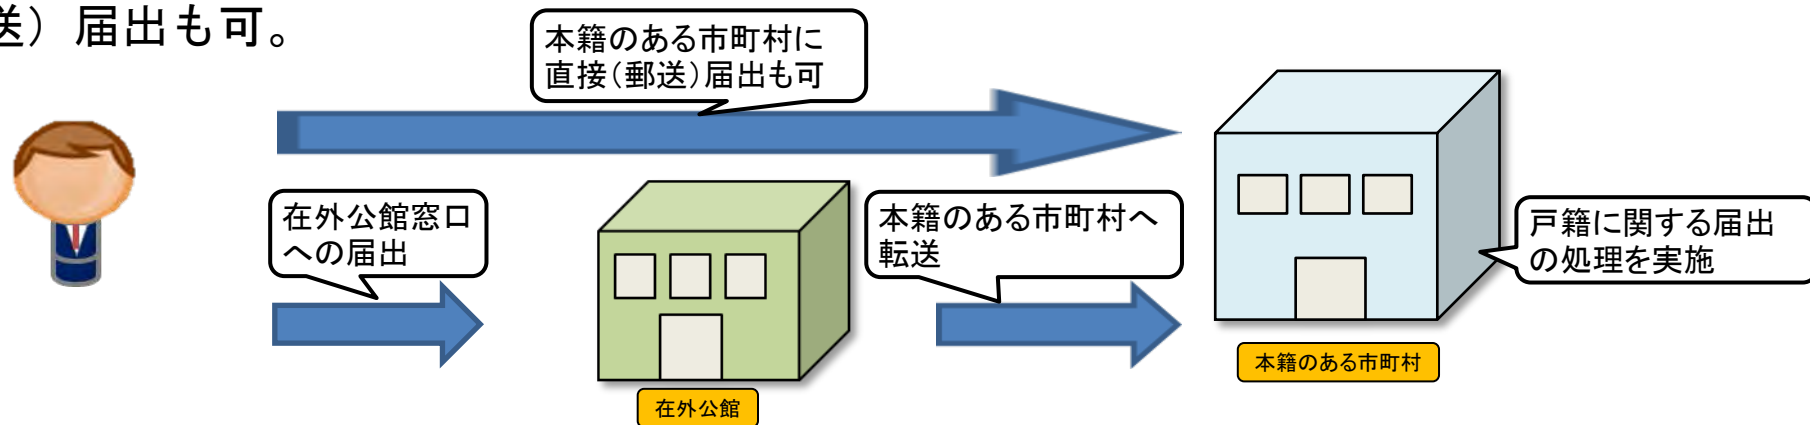 送）届出も可。
本籍のある市町村に
直接(郵送)届出も可
在外公館窓口
への届出
本籍のある市町村へ
転送
戸籍に関する届出
の処理を実施
本籍のある市町村
在外公館